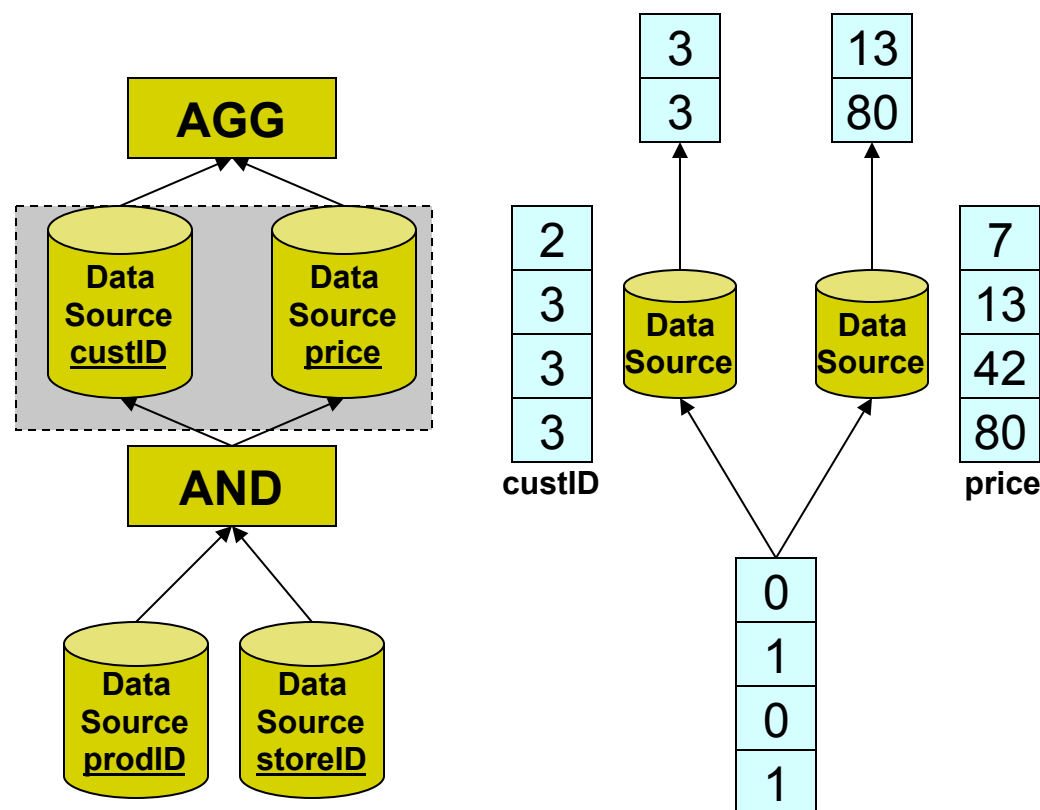 AGG
Data
Source
custID
Data
Source
price
AND
Data
Source
prodID
Data
Source
storeID
3
3
13
80
2
3
3
3
custID
Data
Source
Data
Source
7
13
42
80
price
0
1
0
1